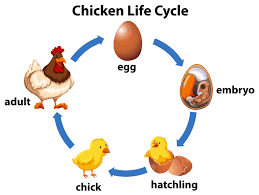 Chicken Life Cycle
egg
embryo
hatchling
chick
adult